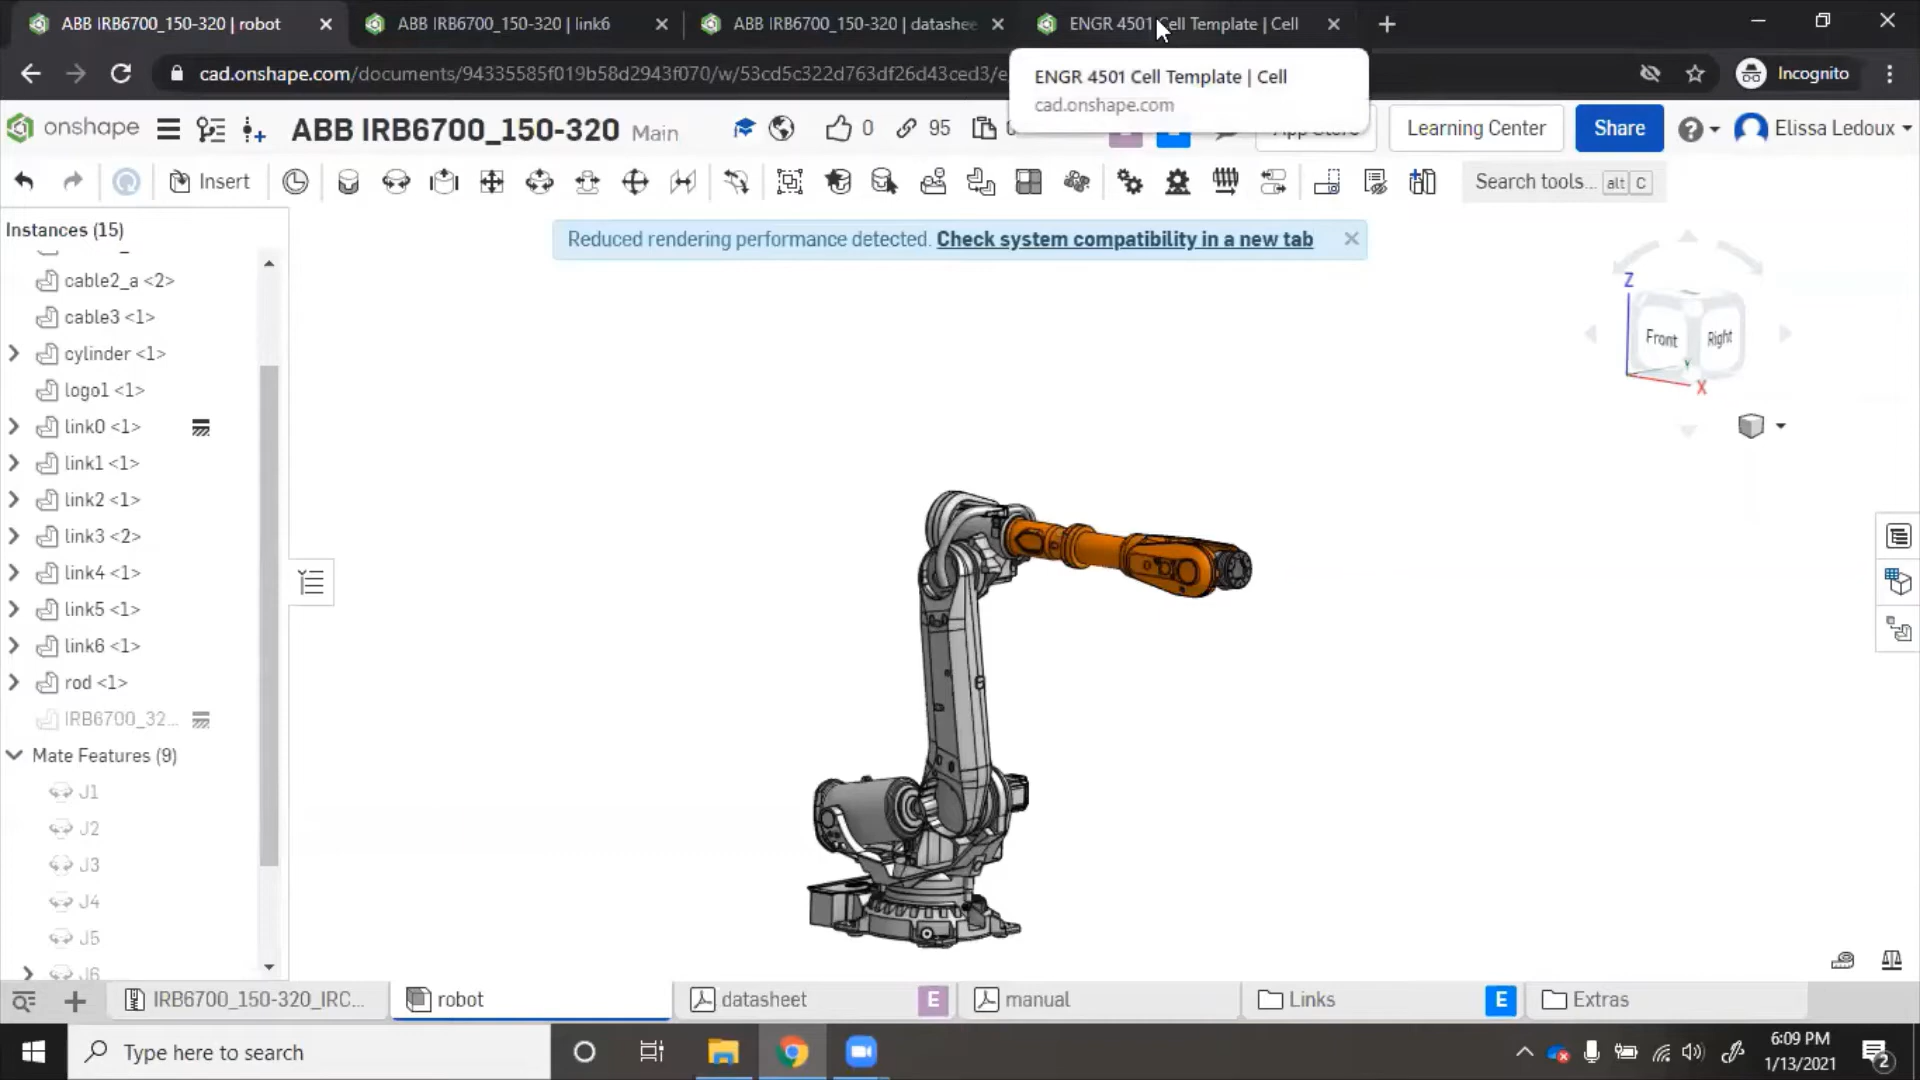 ABB IRB6700_150-320 | robot
ABB IRB6700_150-320 | link6
ABB IRB6700_150-320 | datashee
ENGR 4501 Cell Template | Cell
cad.onshape.com/documents/94335585f019b58d2943f070/w/53cd5c322d763df26d43ced3/e
Incognito
ENGR 4501 Cell Template | Cell
cad.onshape.com
onshape
ABB IRB6700_150-320 Main
0
95
App Store
Learning Center
Share
Elissa Ledoux
Insert
Search tools... alt C
Instances (15)
Reduced rendering performance detected. Check system compatibility in a new tab
cable2_a <2>
cable3 <1>
cylinder <1>
logo1 <1>
link0 <1>
link1 <1>
link2 <1>
link3 <2>
link4 <1>
link5 <1>
link6 <1>
rod <1>
IRB6700_32...
Mate Features (9)
J1
J2
J3
J4
J5
J6
Z
Front
Right
Y
X
IRB6700_150-320_IRC...
robot
datasheet
E
manual
Links
E
Extras
Type here to search
6:09 PM
1/13/2021
2